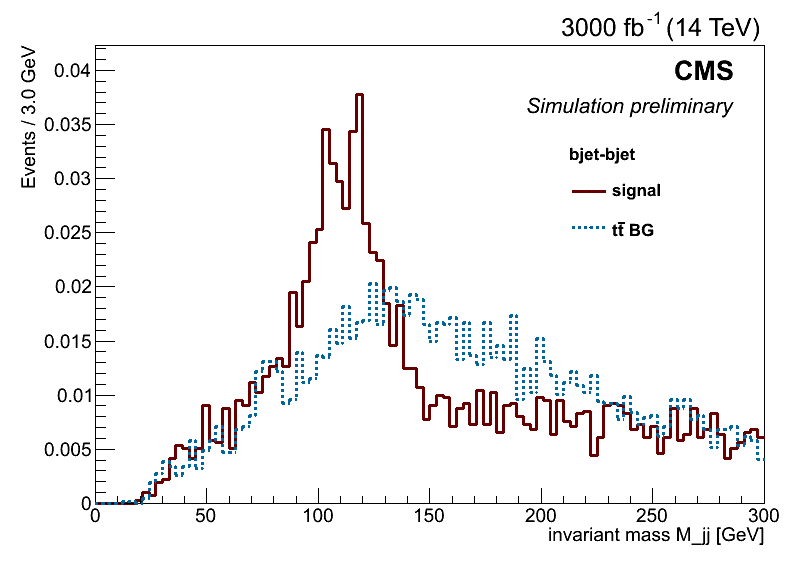 3000 fb⁻¹ (14 TeV)
CMS
Simulation preliminary
bjet-bjet
signal
tt̄ BG
Events / 3.0 GeV
0.04
0.035
0.03
0.025
0.02
0.015
0.01
0.005
0
0 50 100 150 200 250 300
invariant mass M_jj [GeV]